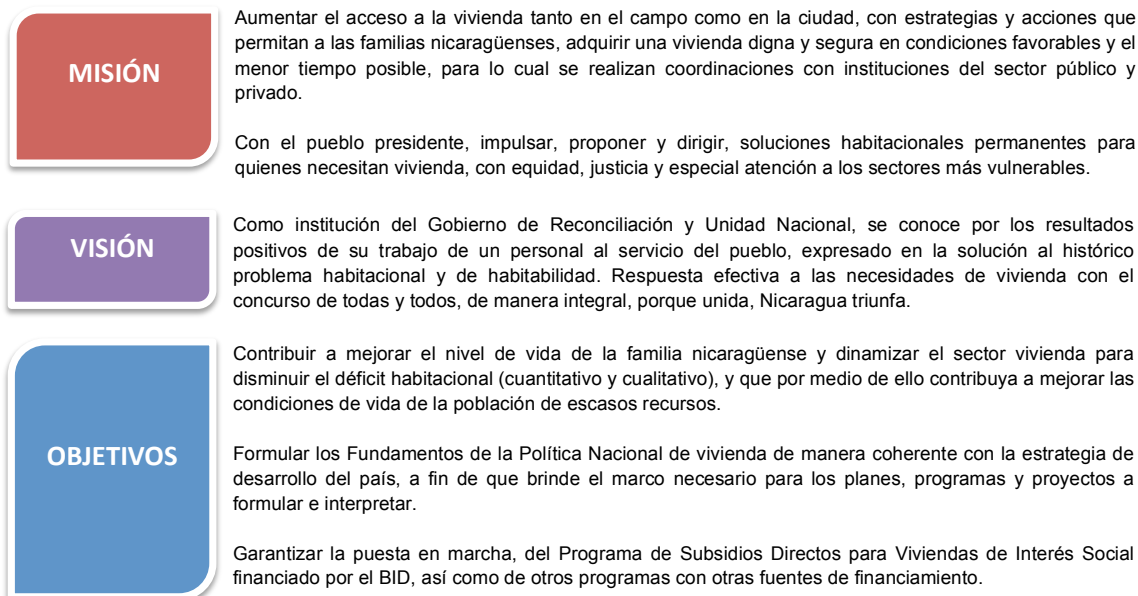 MISIÓN
Aumentar el acceso a la vivienda tanto en el campo como en la ciudad, con estrategias y acciones que
permitan a las familias nicaragüenses, adquirir una vivienda digna y segura en condiciones favorables y el
menor tiempo posible, para lo cual se realizan coordinaciones con instituciones del sector público y
privado.
Con el pueblo presidente, impulsar, proponer y dirigir, soluciones habitacionales permanentes para
quienes necesitan vivienda, con equidad, justicia y especial atención a los sectores más vulnerables.
VISIÓN
Como institución del Gobierno de Reconciliación y Unidad Nacional, se conoce por los resultados
positivos de su trabajo de un personal al servicio del pueblo, expresado en la solución al histórico
problema habitacional y de habitabilidad. Respuesta efectiva a las necesidades de vivienda con el
concurso de todas y todos, de manera integral, porque unida, Nicaragua triunfa.
OBJETIVOS
Contribuir a mejorar el nivel de vida de la familia nicaragüense y dinamizar el sector vivienda para
disminuir el déficit habitacional (cuantitativo y cualitativo), y que por medio de ello contribuya a mejorar las
condiciones de vida de la población de escasos recursos.
Formular los Fundamentos de la Política Nacional de vivienda de manera coherente con la estrategia de
desarrollo del país, a fin de que brinde el marco necesario para los planes, programas y proyectos a
formular e interpretar.
Garantizar la puesta en marcha, del Programa de Subsidios Directos para Viviendas de Interés Social
financiado por el BID, así como de otros programas con otras fuentes de financiamiento.